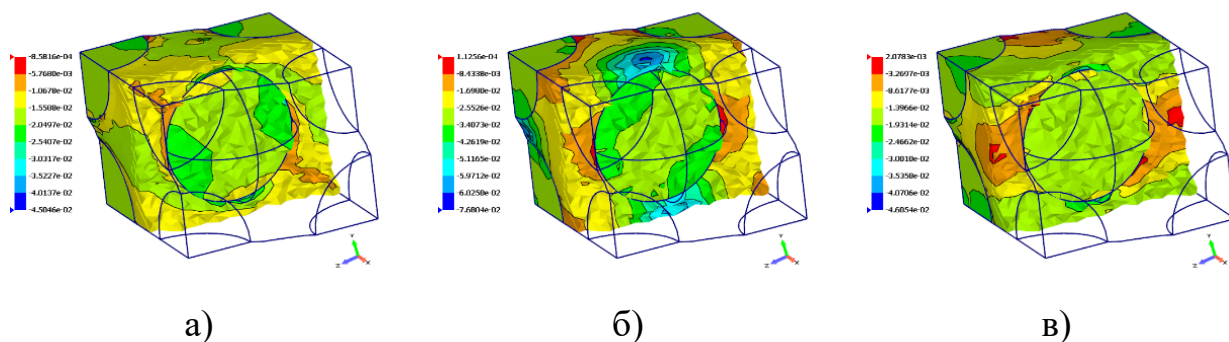 -8.5816e-04
-5.7680e-03
-1.0678e-02
-1.5588e-02
-2.0497e-02
-2.5407e-02
-3.0317e-02
-3.5227e-02
-4.0137e-02
-4.5046e-02
Y
Z
X
а)
1.1256e-04
-8.4338e-03
-1.6980e-02
-2.5526e-02
-3.4073e-02
-4.2619e-02
-5.1165e-02
-5.9712e-02
-6.8258e-02
-7.6804e-02
Y
Z
X
б)
2.0783e-03
-3.2697e-03
-8.6177e-03
-1.3966e-02
-1.9314e-02
-2.4662e-02
-3.0010e-02
-3.5358e-02
-4.0706e-02
-4.6054e-02
Y
Z
X
в)